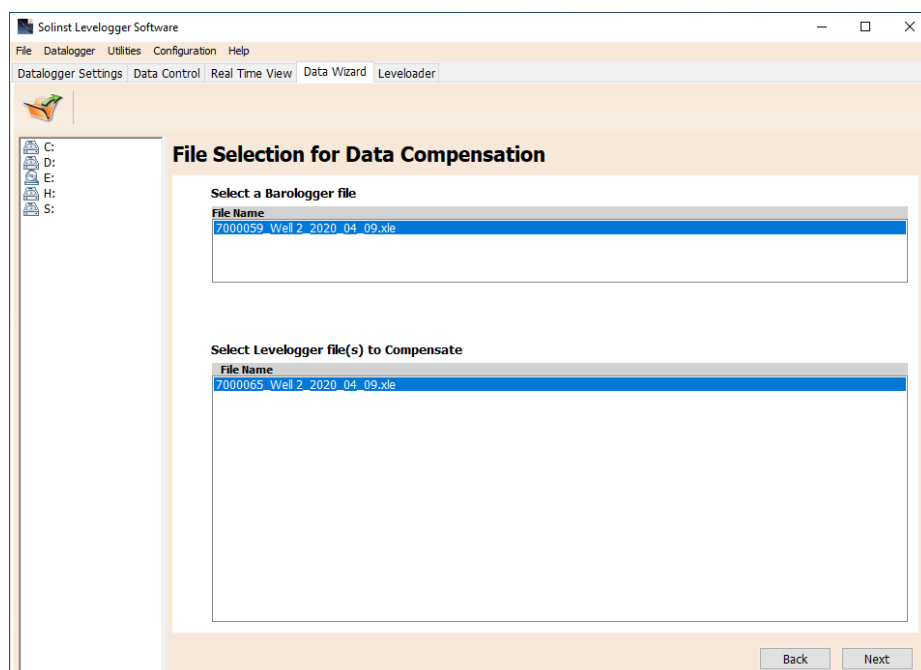 Solinst Levelogger Software
File Datalogger Utilities Configuration Help
Datalogger Settings Data Control Real Time View Data Wizard Leveloader
C:
D:
E:
H:
S:
File Selection for Data Compensation
Select a Barologger file
File Name
7000059_Well 2_2020_04_09.xle
Select Levelogger file(s) to Compensate
File Name
7000065_Well 2_2020_04_09.xle
Back Next